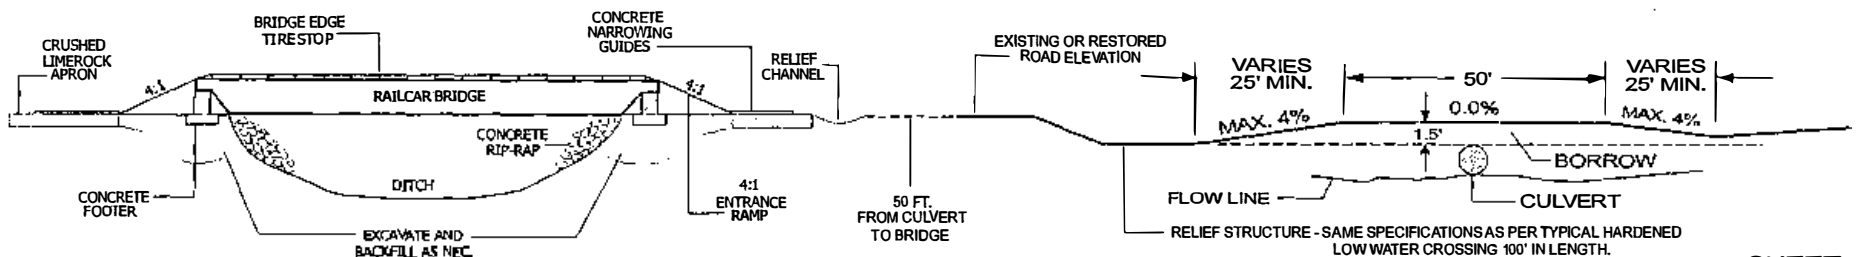 CRUSHED
LIMEROCK
APRON
4:1
BRIDGE EDGE
TIRESTOP
CONCRETE
NARROWING
GUIDES
4:1
RAILCAR BRIDGE
CONCRETE
RIP-RAP
DITCH
CONCRETE
FOOTER
EXCAVATE AND
BACKFILL AS NEC.
4:1
ENTRANCE
RAMP
RELIEF
CHANNEL
50 FT.
FROM CULVERT
TO BRIDGE
EXISTING OR RESTORED
ROAD ELEVATION
VARIES
25' MIN.
50'
VARIES
25' MIN.
MAX. 4%
0.0%
MAX. 4%
1.5'
BORROW
FLOW LINE
CULVERT
RELIEF STRUCTURE - SAME SPECIFICATIONS AS PER TYPICAL HARDENED
LOW WATER CROSSING 100' IN LENGTH.